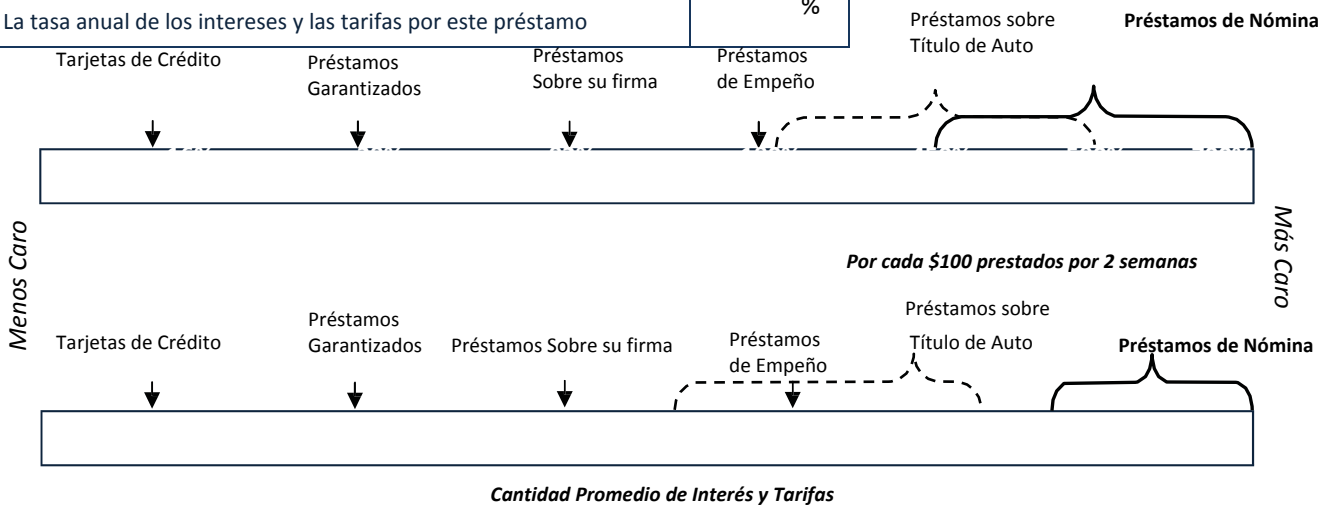 La tasa anual de los intereses y las tarifas por este préstamo
%
Tarjetas de Crédito
Préstamos
Garantizados
Préstamos
Sobre su firma
Préstamos
de Empeño
Préstamos sobre
Título de Auto
Préstamos de Nómina
Menos Caro
Más Caro
Por cada $100 prestados por 2 semanas
Tarjetas de Crédito
Préstamos
Garantizados
Préstamos Sobre su firma
Préstamos
de Empeño
Préstamos sobre
Título de Auto
Préstamos de Nómina
Cantidad Promedio de Interés y Tarifas